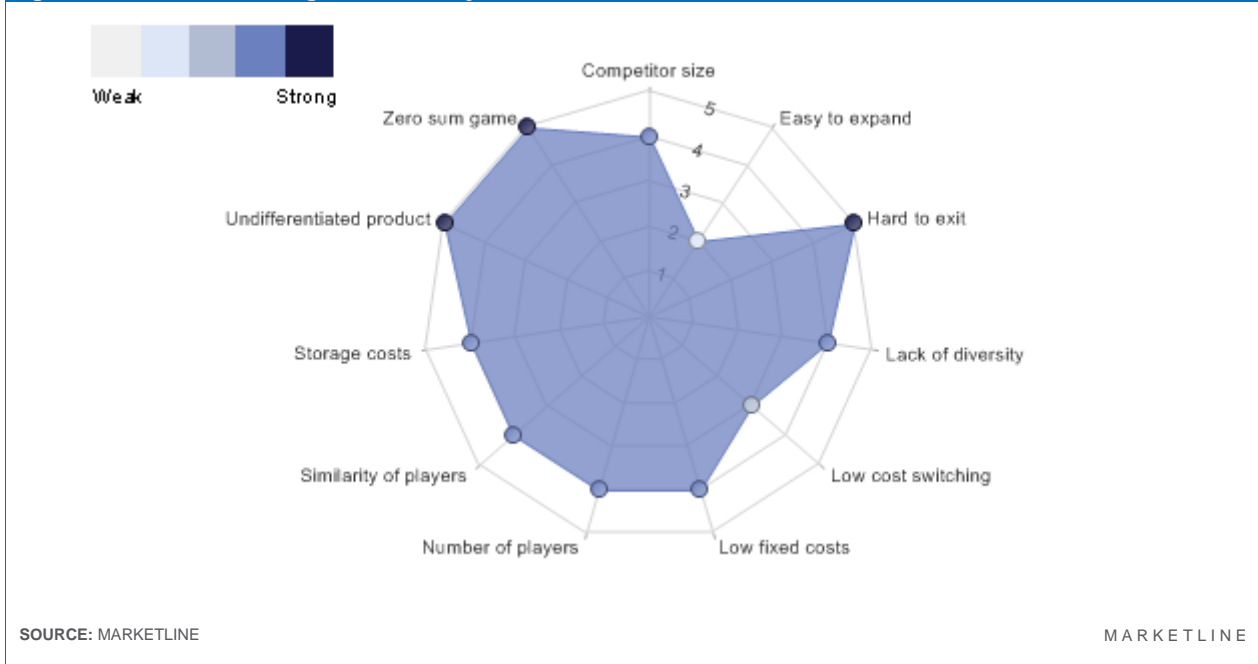 Weak Strong
Competitor size
Zero sum game
Easy to expand
5
4
3
2
1
Undifferentiated product
Hard to exit
Storage costs
Lack of diversity
Similarity of players
Low cost switching
Number of players
Low fixed costs
SOURCE: MARKETLINE
MARKETLINE